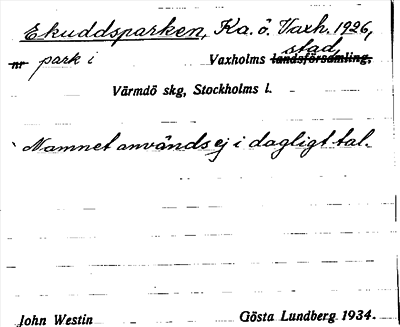 Ekuddsparken, Ka. ö. Vaxh. 1926,
nr park i Vaxholms landsförsamling, stad
Värmdö skg, Stockholms l.
Namnet används ej i dagligt tal.
John Westin Gösta Lundberg 1934.